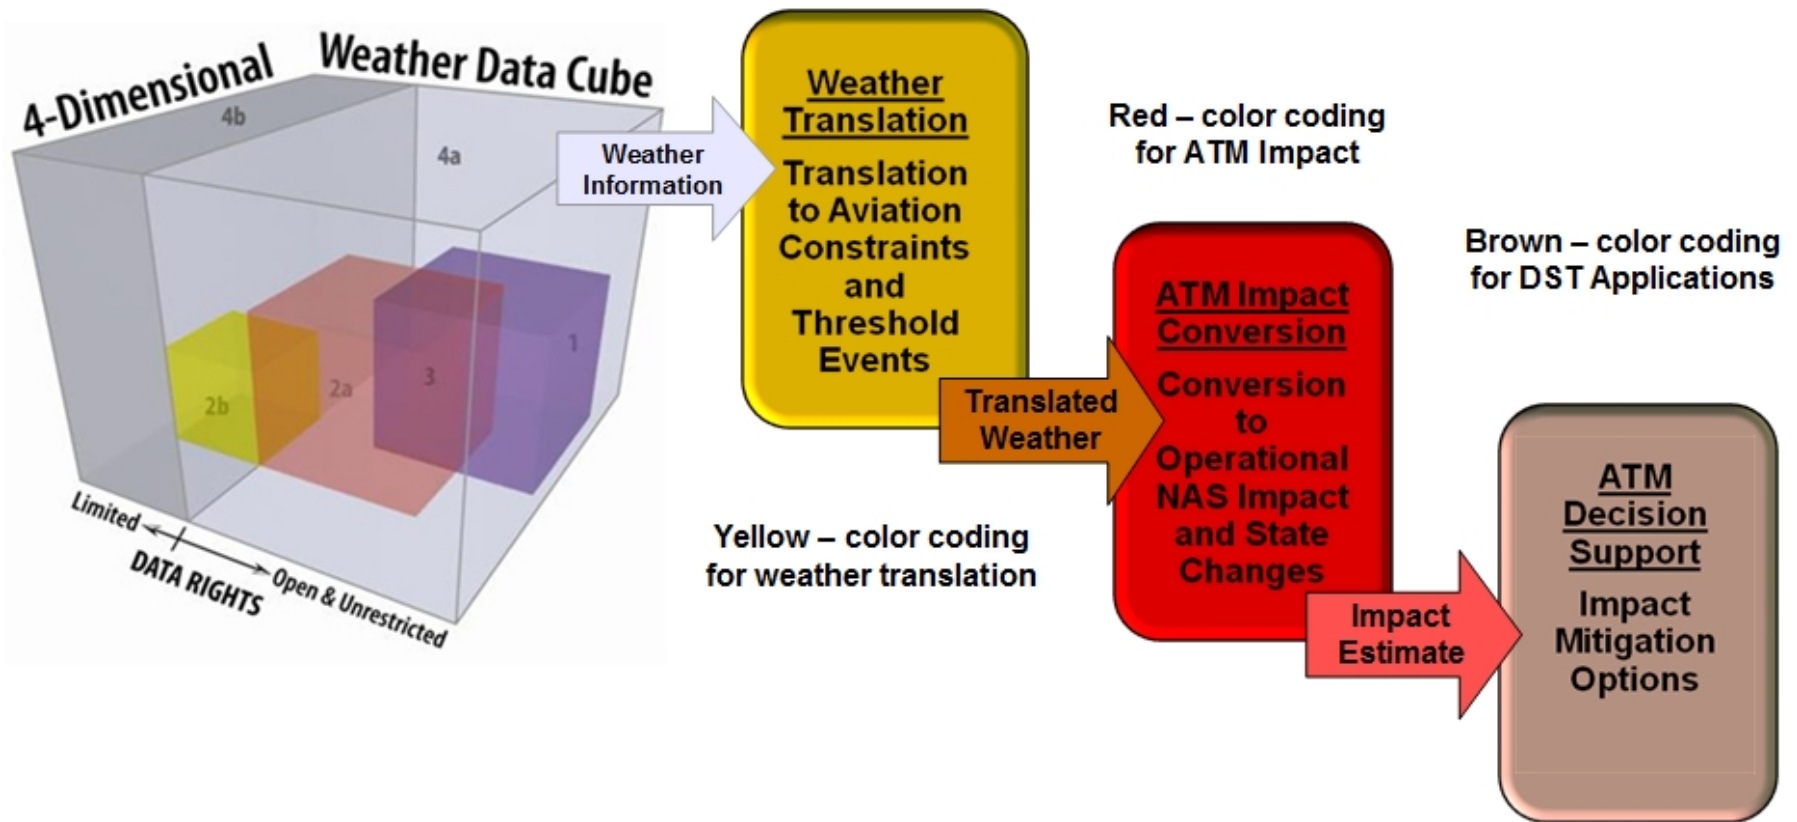 4-Dimensional
Weather Data Cube
4b
4a
1
3
2a
2b
Limited
DATA RIGHTS
Open & Unrestricted
Weather
Information
Weather
Translation
Translation
to Aviation
Constraints
and
Threshold
Events
Yellow – color coding
for weather translation
Translated
Weather
Red – color coding
for ATM Impact
ATM Impact
Conversion
Conversion
to
Operational
NAS Impact
and State
Changes
Impact
Estimate
Brown – color coding
for DST Applications
ATM
Decision
Support
Impact
Mitigation
Options